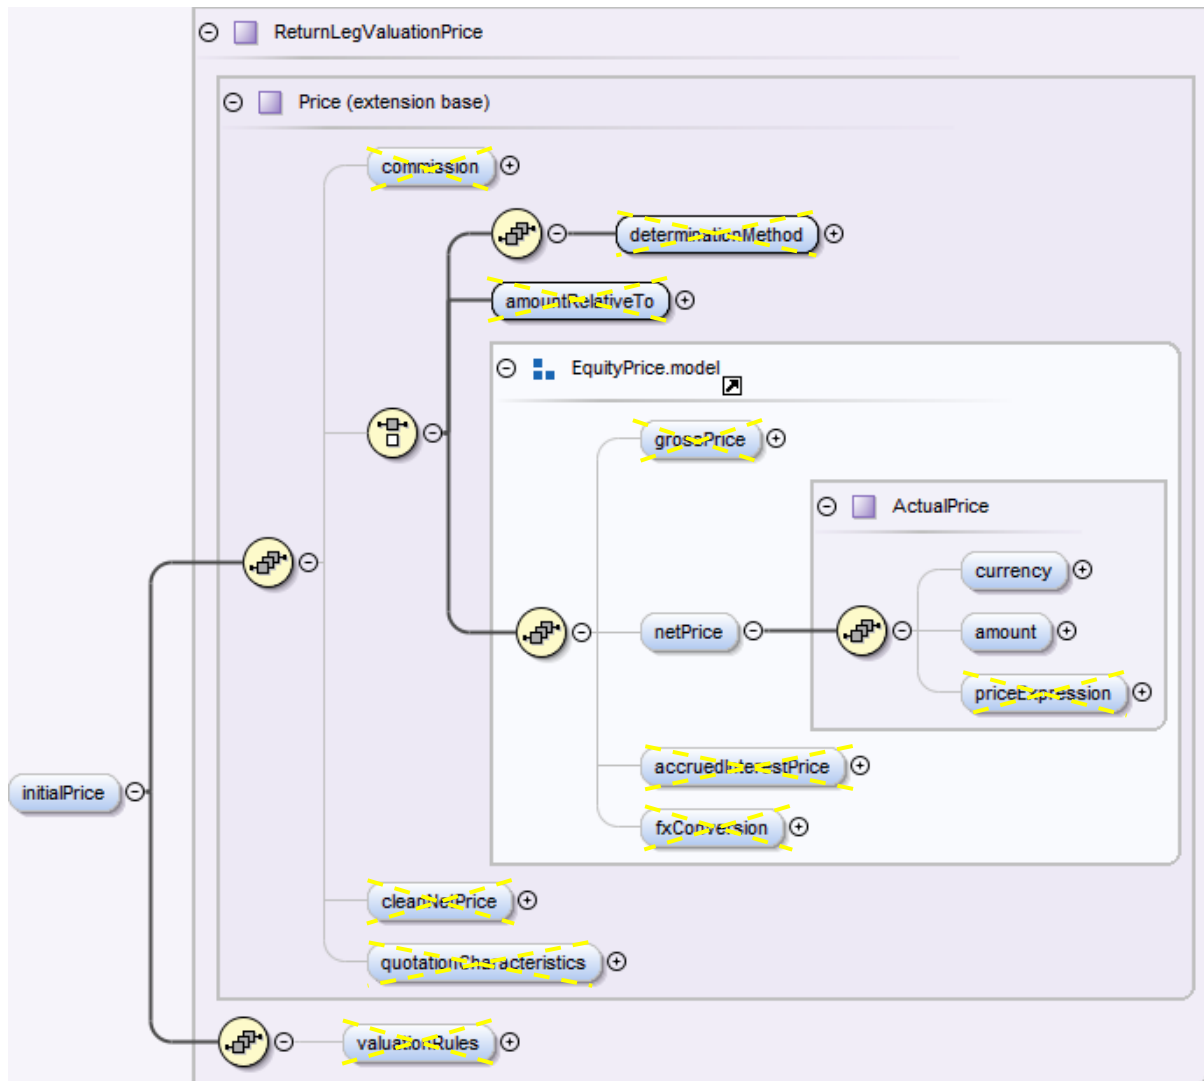 ReturnLegValuationPrice
Price (extension base)
commission
determinationMethod
amountRelativeTo
EquityPrice.model
grossPrice
ActualPrice
currency
netPrice
amount
priceExpression
accruedInterestPrice
initialPrice
fxConversion
cleanNetPrice
quotationCharacteristics
valuationRules